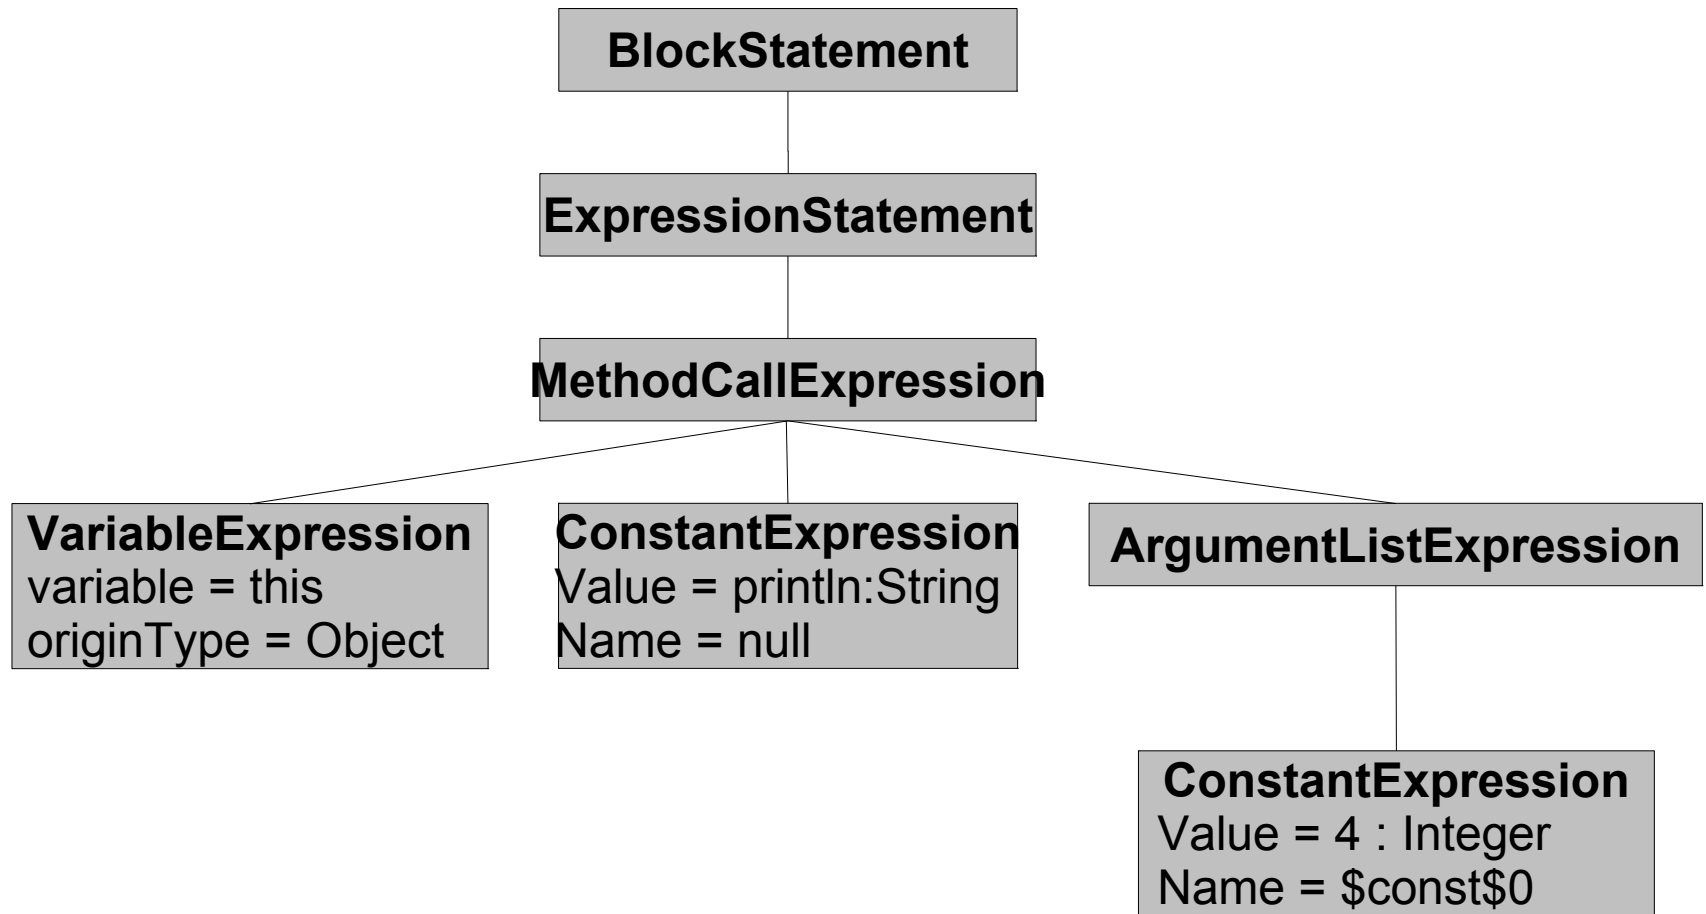 BlockStatement
ExpressionStatement
MethodCallExpression
VariableExpression
variable = this
originType = Object
ConstantExpression
Value = println:String
Name = null
ArgumentListExpression
ConstantExpression
Value = 4 : Integer
Name = $const$0